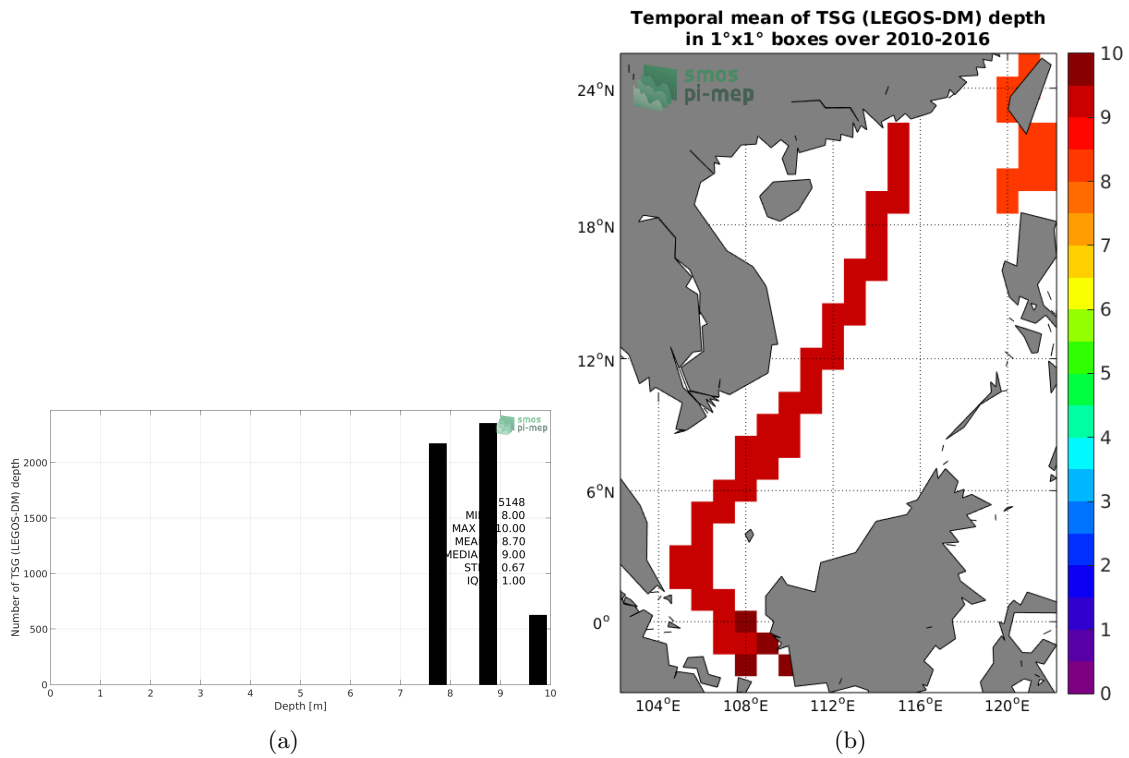 Temporal mean of TSG (LEGOS-DM) depth
in 1°x1° boxes over 2010-2016
smos
pi-mep
24°N
18°N
12°N
6°N
0°
104°E 108°E 112°E 116°E 120°E
10
9
8
7
6
5
4
3
2
1
0
smos
pi-mep
Number of TSG (LEGOS-DM) depth
2000
1500
1000
500
0
5148
8.00
MAX 10.00
8.70
MEDIA 9.00
0.67
1.00
0 1 2 3 4 5 6 7 8 9 10
Depth [m]
(a)
(b)